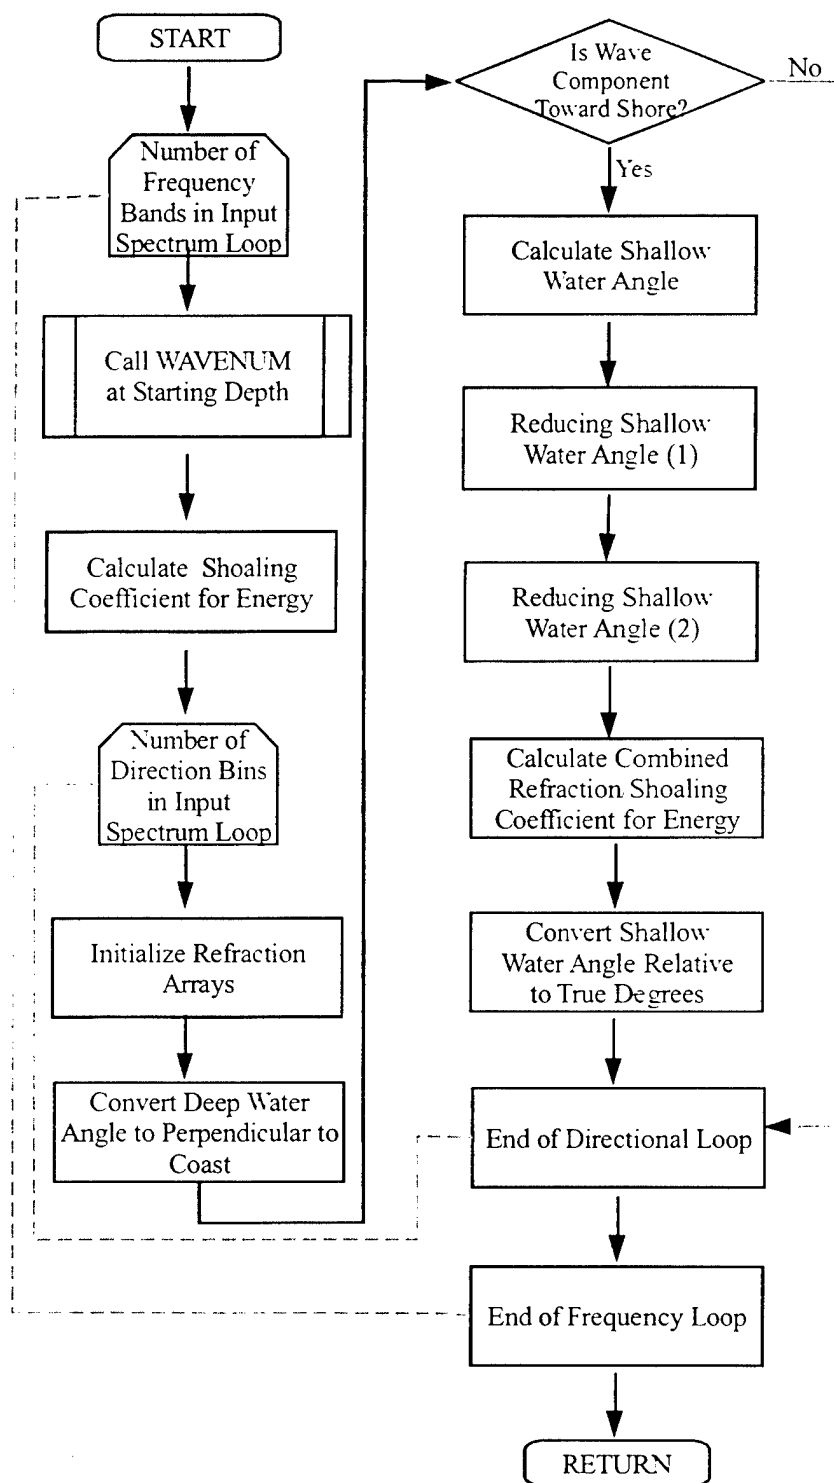 START
Number of
Frequency
Bands in Input
Spectrum Loop
Call WAVENUM
at Starting Depth
Calculate Shoaling
Coefficient for Energy
Number of
Direction Bins
in Input
Spectrum Loop
Initialize Refraction
Arrays
Convert Deep Water
Angle to Perpendicular to
Coast
Is Wave
Component
Toward Shore?
No
Yes
Calculate Shallow
Water Angle
Reducing Shallow
Water Angle (1)
Reducing Shallow
Water Angle (2)
Calculate Combined
Refraction Shoaling
Coefficient for Energy
Convert Shallow
Water Angle Relative
to True Degrees
End of Directional Loop
End of Frequency Loop
RETURN